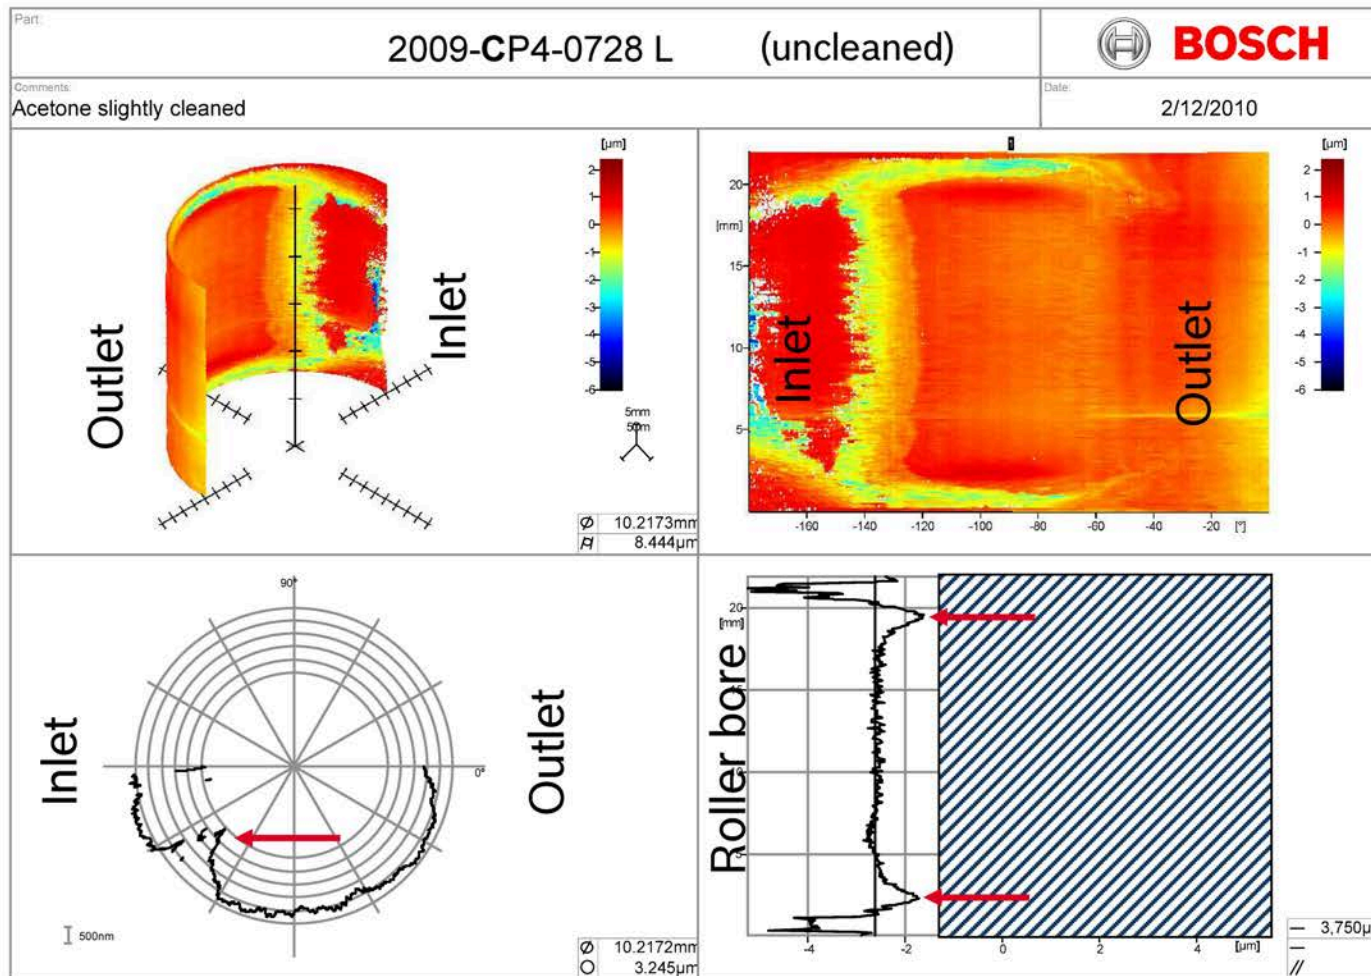 Part:
2009-CP4-0728 L (uncleaned)
BOSCH
Comments:
Acetone slightly cleaned
Date:
2/12/2010
[µm]
2
1
0
-1
-2
-3
-4
-5
-6
Outlet
Inlet
5mm
Ø 10.2173mm
8.444µm
1
20
[mm]
15
10
5
-160 -140 -120 -100 -80 -60 -40 -20 [°]
Inlet
Outlet
[µm]
2
1
0
-1
-2
-3
-4
-5
-6
90°
0°
Inlet
Outlet
500nm
Ø 10.2172mm
3.245µm
Roller bore
20
[mm]
-4 -2 0 2 4 [µm]
3,750µ